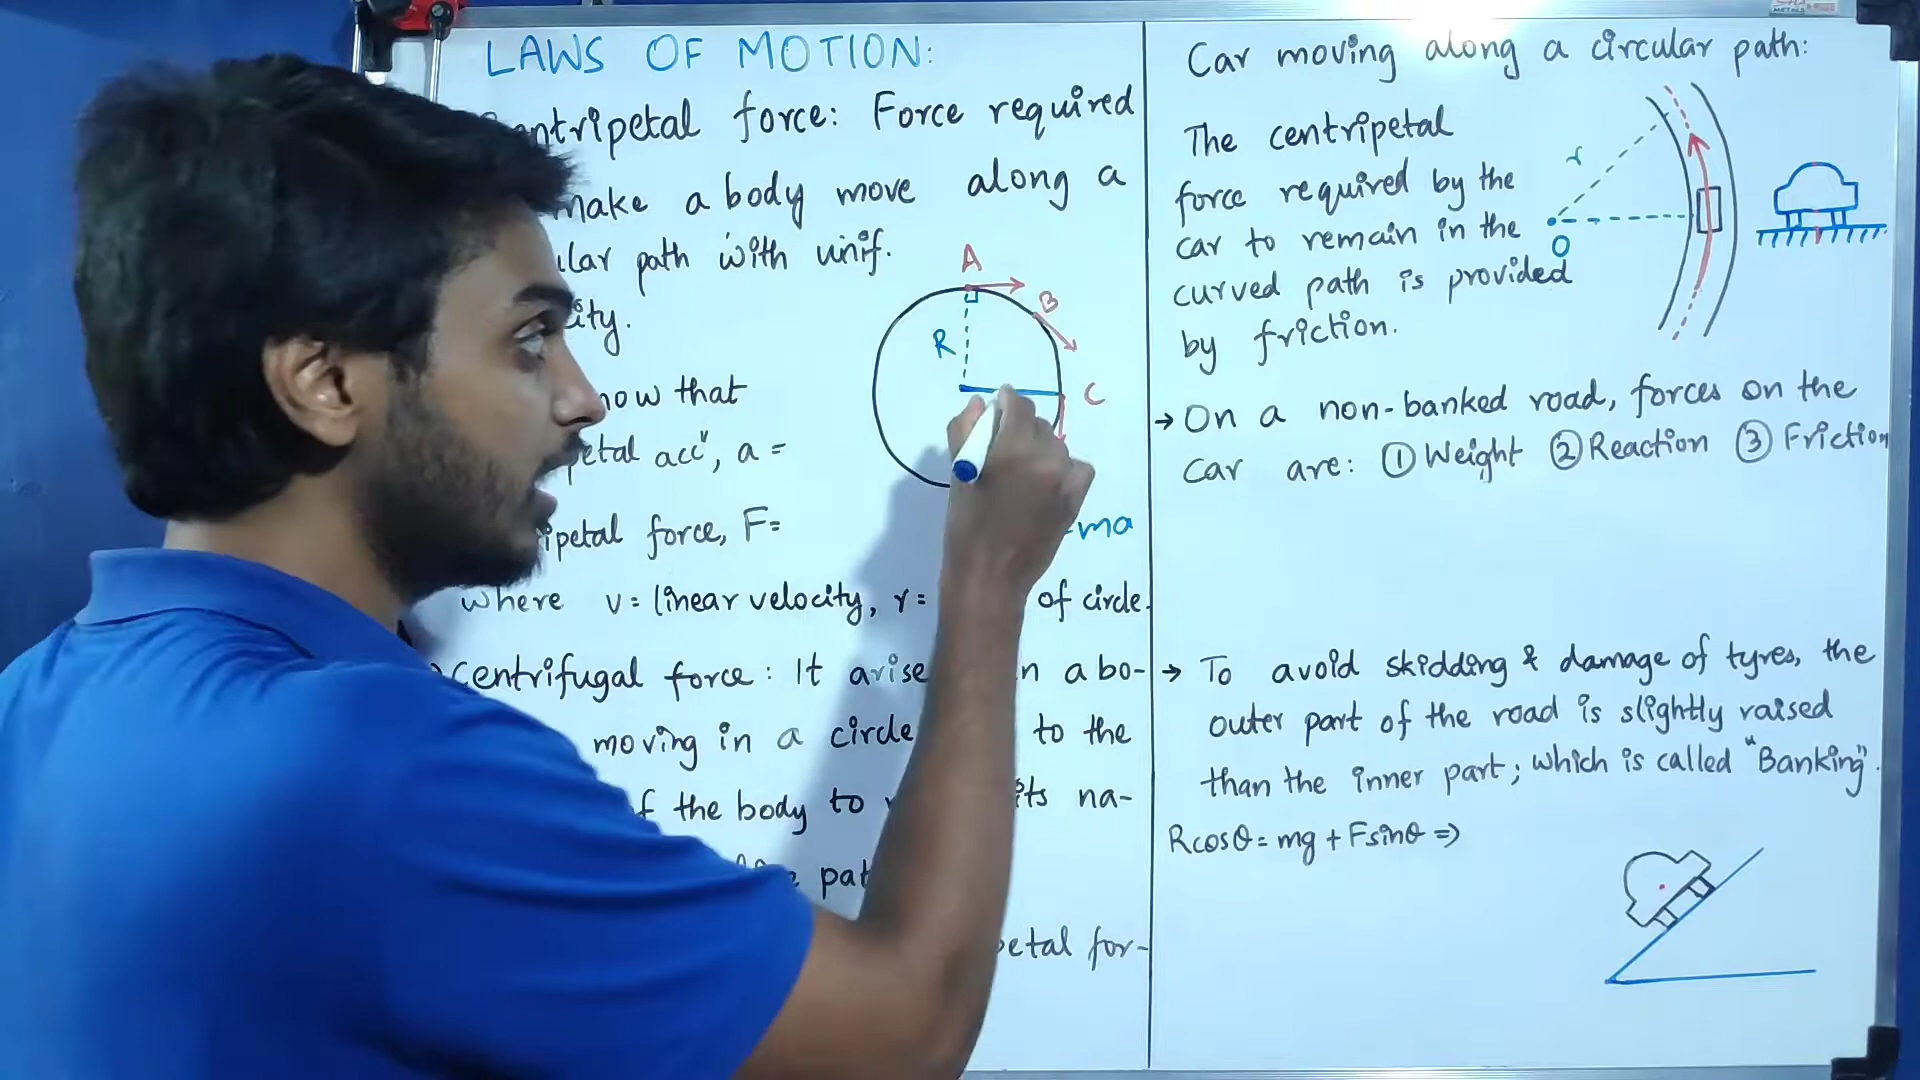 LAWS OF MOTION:
ntripetal force: Force required
make a body move along a
ular path with unif.
ity.
now that
petal accⁿ, a =
ipetal force, F=
ma
where v= linear velocity, r= of circle.
centrifugal force: It arise n a bo-
moving in a circle to the
f the body to its na-
pat
petal for-
A
B
C
R
Car moving along a circular path:
The centripetal
force required by the
car to remain in the
curved path is provided
by friction.
r
O
→ On a non-banked road, forces on the
car are: ① Weight ② Reaction ③ Friction
→ To avoid skidding & damage of tyres, the
outer part of the road is slightly raised
than the inner part; which is called "Banking".
Rcosθ = mg + Fsinθ ⇒